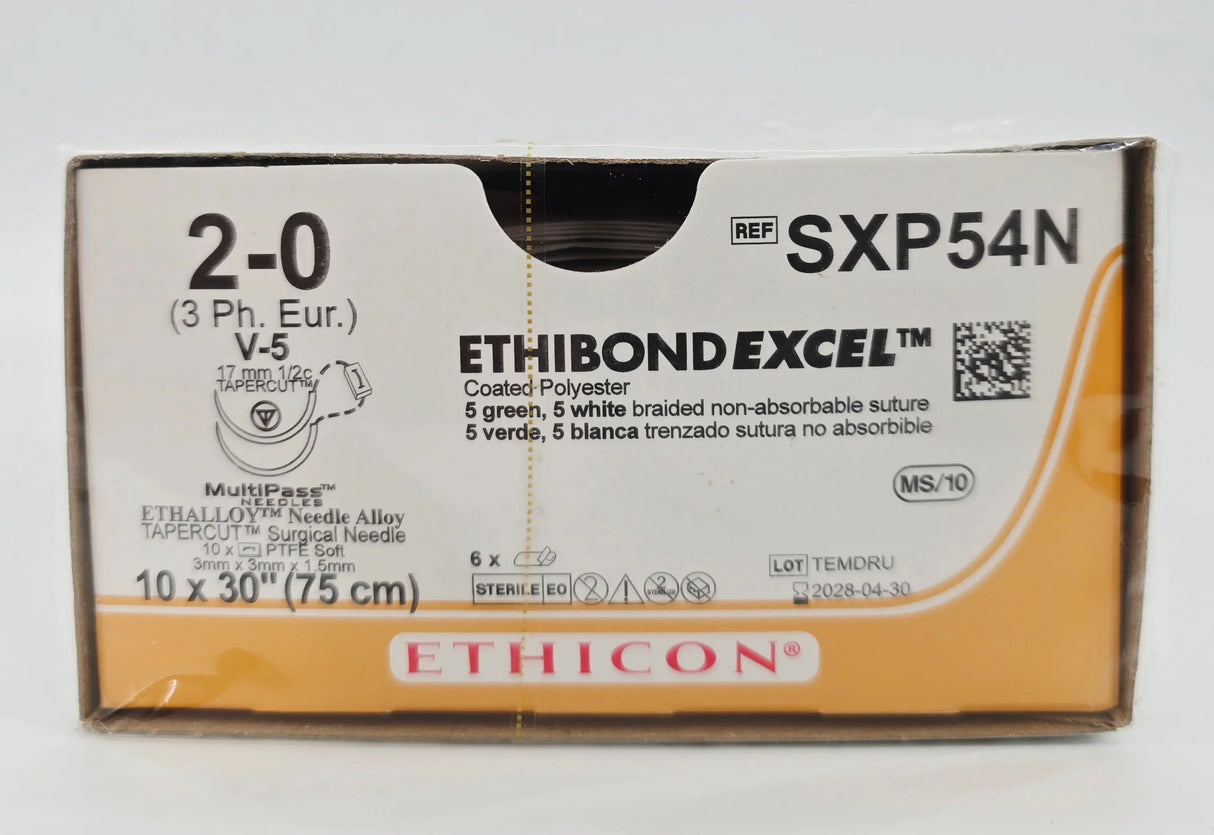 2-0
(3 Ph. Eur.)
V-5
17 mm 1/2c
TAPERCUT™
MultiPass™
NEEDLES
ETHALLOY™ Needle Alloy
TAPERCUT™ Surgical Needle
10 x PTFE Soft
3mm x 3mm x 1.5mm
10 x 30" (75 cm)
REF SXP54N
ETHIBOND EXCEL™
Coated Polyester
5 green, 5 white braided non-absorbable suture
5 verde, 5 blanca trenzado sutura no absorbible
MS/10
6 x
STERILE EO
2
LOT TEMDRU
2028-04-30
ETHICON®